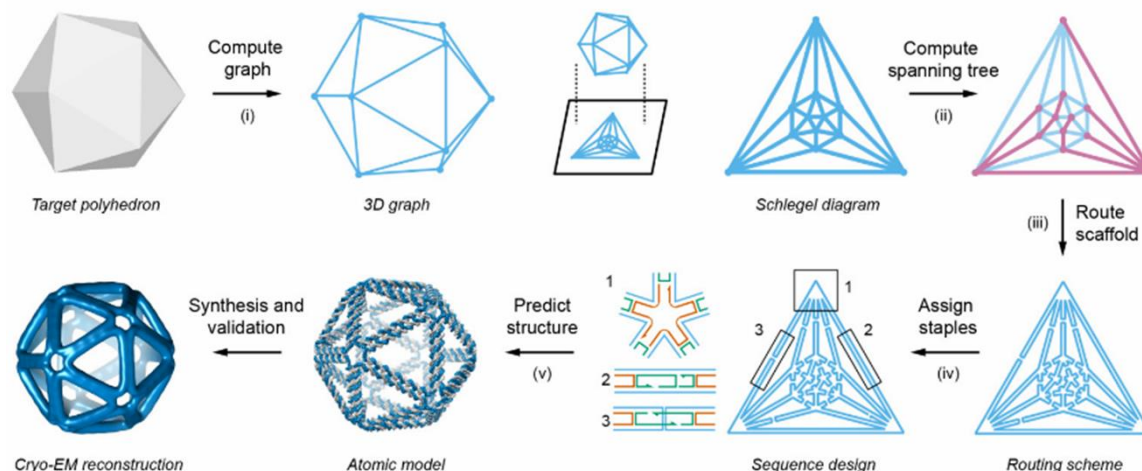 Compute
graph
(i)
Compute
spanning tree
(ii)
Target polyhedron
3D graph
Schlegel diagram
(iii)
Route
scaffold
Synthesis and
validation
Predict
structure
(v)
1
2
3
3
1
2
Assign
staples
(iv)
Cryo-EM reconstruction
Atomic model
Sequence design
Routing scheme